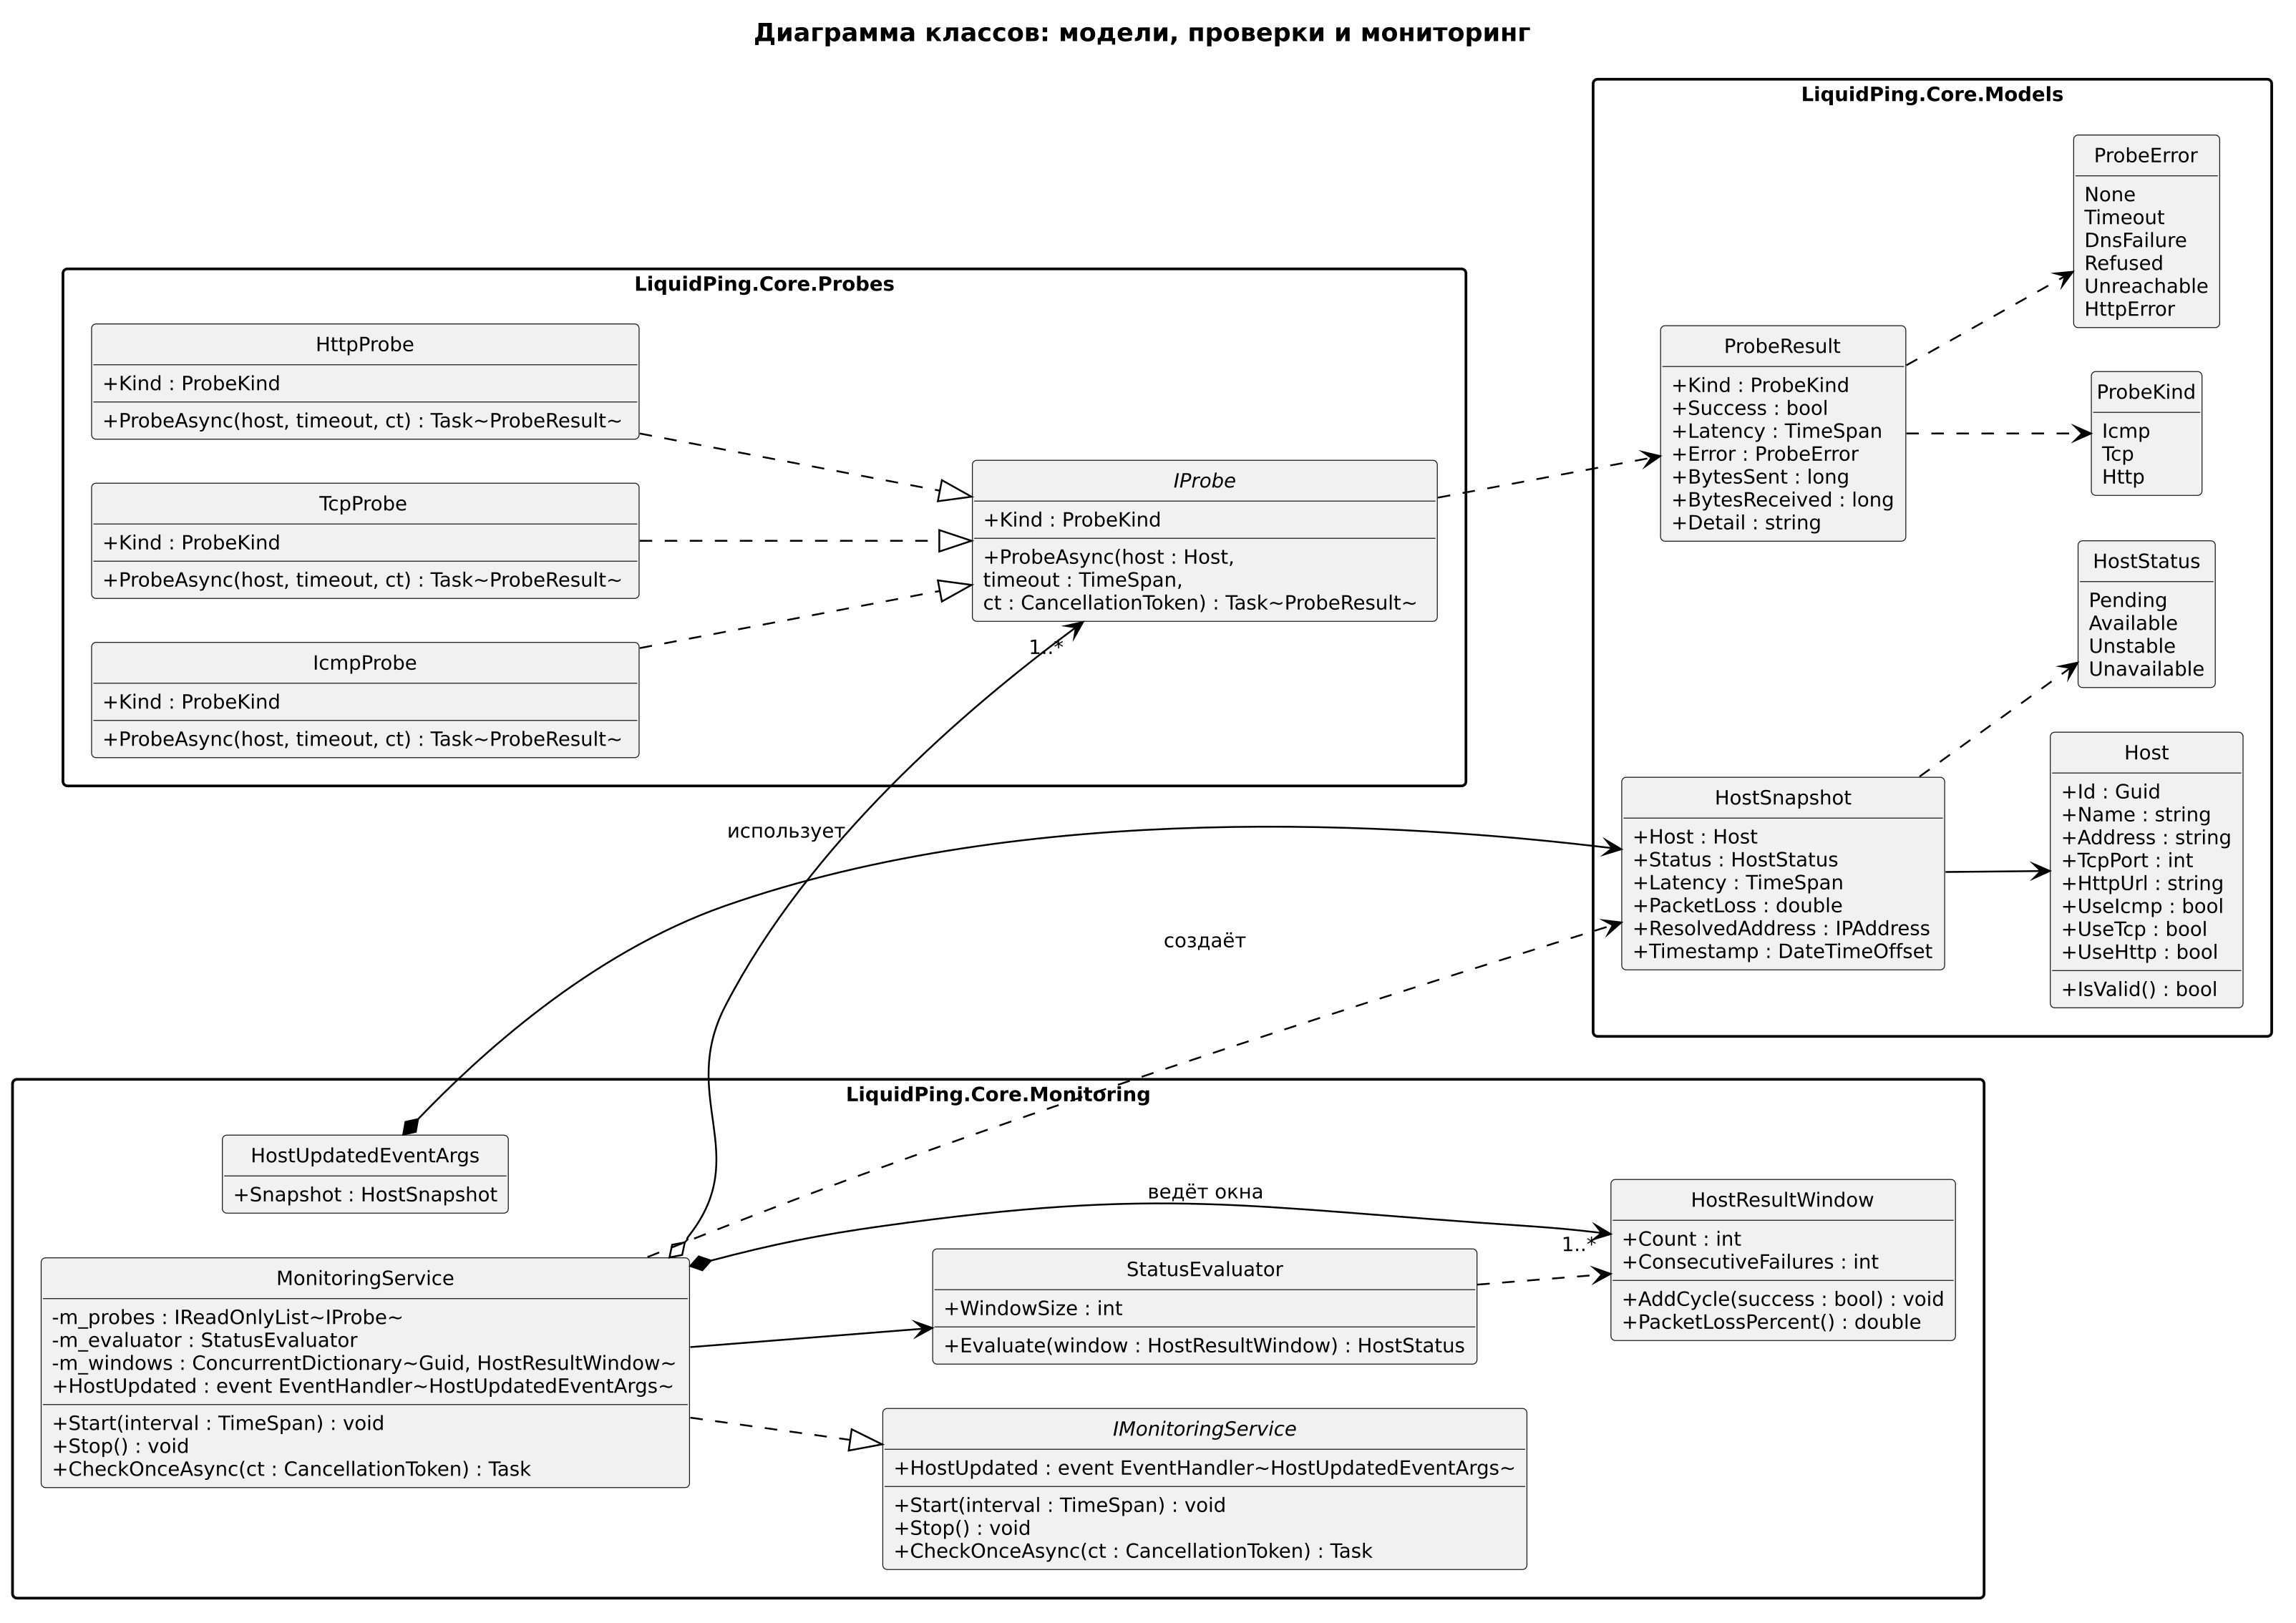 Диаграмма классов: модели, проверки и мониторинг
LiquidPing.Core.Models
ProbeError
None
Timeout
DnsFailure
Refused
Unreachable
HttpError
ProbeResult
+Kind : ProbeKind
+Success : bool
+Latency : TimeSpan
+Error : ProbeError
+BytesSent : long
+BytesReceived : long
+Detail : string
ProbeKind
Icmp
Tcp
Http
HostStatus
Pending
Available
Unstable
Unavailable
HostSnapshot
+Host : Host
+Status : HostStatus
+Latency : TimeSpan
+PacketLoss : double
+ResolvedAddress : IPAddress
+Timestamp : DateTimeOffset
Host
+Id : Guid
+Name : string
+Address : string
+TcpPort : int
+HttpUrl : string
+UseIcmp : bool
+UseTcp : bool
+UseHttp : bool
+IsValid() : bool
LiquidPing.Core.Probes
HttpProbe
+Kind : ProbeKind
+ProbeAsync(host, timeout, ct) : Task~ProbeResult~
TcpProbe
+Kind : ProbeKind
+ProbeAsync(host, timeout, ct) : Task~ProbeResult~
IcmpProbe
+Kind : ProbeKind
+ProbeAsync(host, timeout, ct) : Task~ProbeResult~
IProbe
+Kind : ProbeKind
+ProbeAsync(host : Host,
timeout : TimeSpan,
ct : CancellationToken) : Task~ProbeResult~
1..*
использует
создаёт
LiquidPing.Core.Monitoring
HostUpdatedEventArgs
+Snapshot : HostSnapshot
ведёт окна
1..*
HostResultWindow
+Count : int
+ConsecutiveFailures : int
+AddCycle(success : bool) : void
+PacketLossPercent() : double
MonitoringService
-m_probes : IReadOnlyList~IProbe~
-m_evaluator : StatusEvaluator
-m_windows : ConcurrentDictionary~Guid, HostResultWindow~
+HostUpdated : event EventHandler~HostUpdatedEventArgs~
+Start(interval : TimeSpan) : void
+Stop() : void
+CheckOnceAsync(ct : CancellationToken) : Task
StatusEvaluator
+WindowSize : int
+Evaluate(window : HostResultWindow) : HostStatus
IMonitoringService
+HostUpdated : event EventHandler~HostUpdatedEventArgs~
+Start(interval : TimeSpan) : void
+Stop() : void
+CheckOnceAsync(ct : CancellationToken) : Task